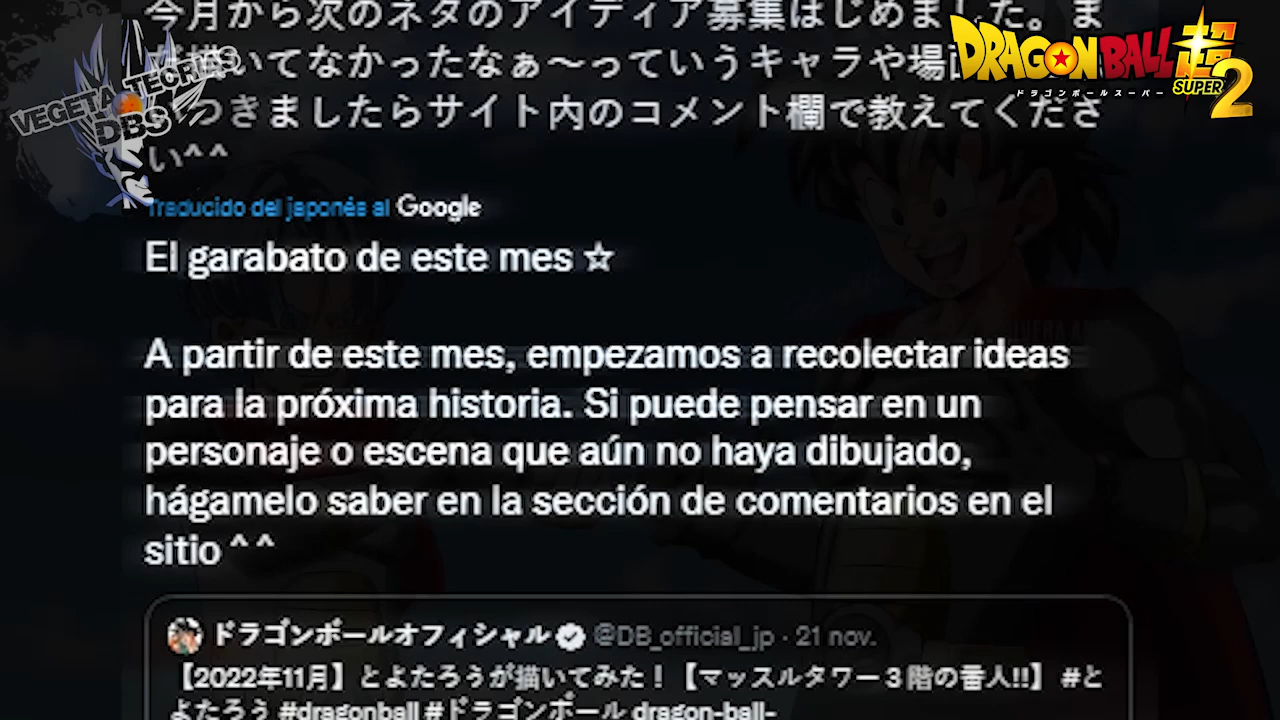 今月から次のネタのアイディア募集はじめました。ま
いてなかったなぁ〜っていうキャラや場
つきましたらサイト内のコメント欄で教えてくださ
い^^
VEGETA TEORIAS
DBS
DRAGON BALL 超
ドラゴンボールスーパー
SUPER 2
Traducido del japonés al Google
El garabato de este mes ☆
A partir de este mes, empezamos a recolectar ideas
para la próxima historia. Si puede pensar en un
personaje o escena que aún no haya dibujado,
hágamelo saber en la sección de comentarios en el
sitio ^ ^
ドラゴンボールオフィシャル @DB_official_jp · 21 nov.
【2022年11月】とよたろうが描いてみた！【マッスルタワー３階の番人!!】 #と
よたろう #dragonball #ドラゴンボール dragon-ball-